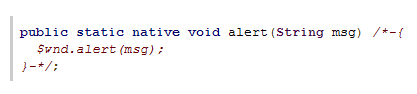 public static native void alert(String msg) /*-{
  $wnd.alert(msg);
}-*/;